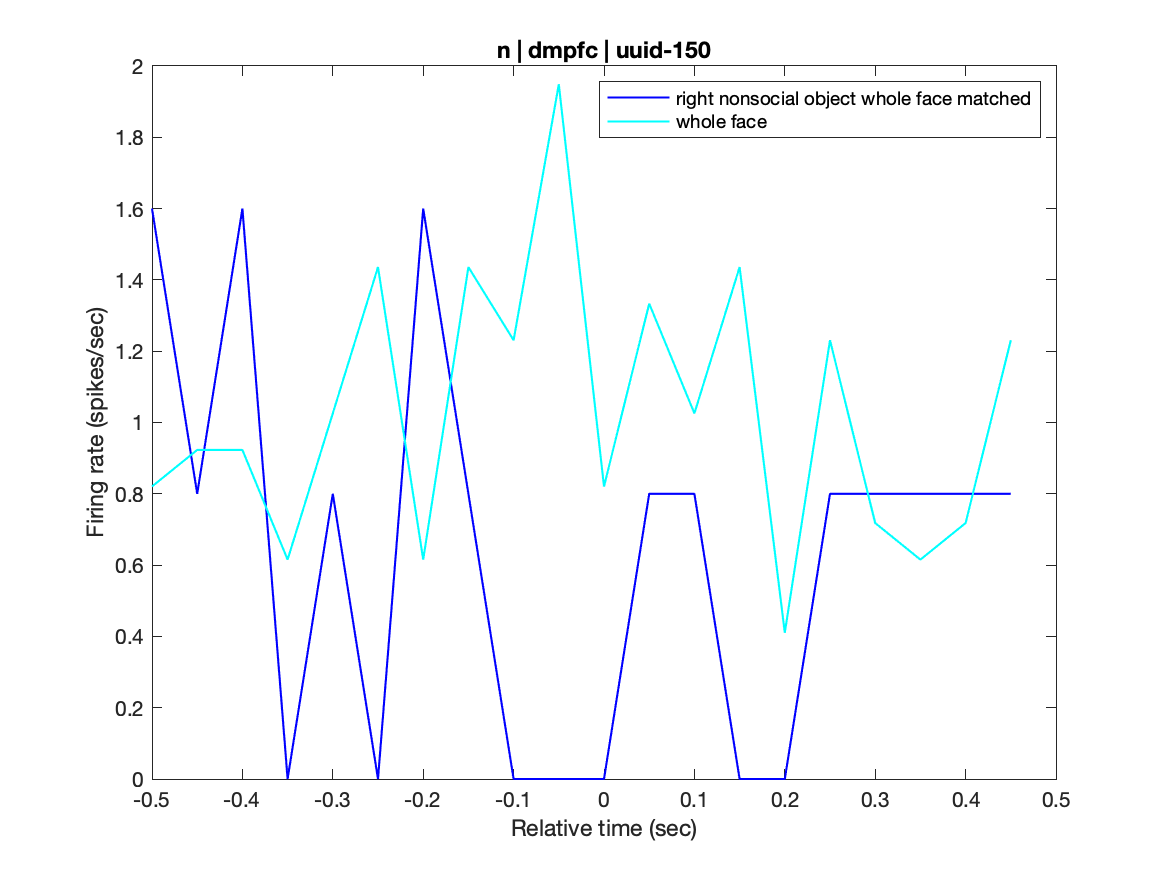 n | dmpfc | uuid-150
right nonsocial object whole face matched
whole face
Firing rate (spikes/sec)
2
1.8
1.6
1.4
1.2
1
0.8
0.6
0.4
0.2
0
-0.5 -0.4 -0.3 -0.2 -0.1 0 0.1 0.2 0.3 0.4 0.5
Relative time (sec)